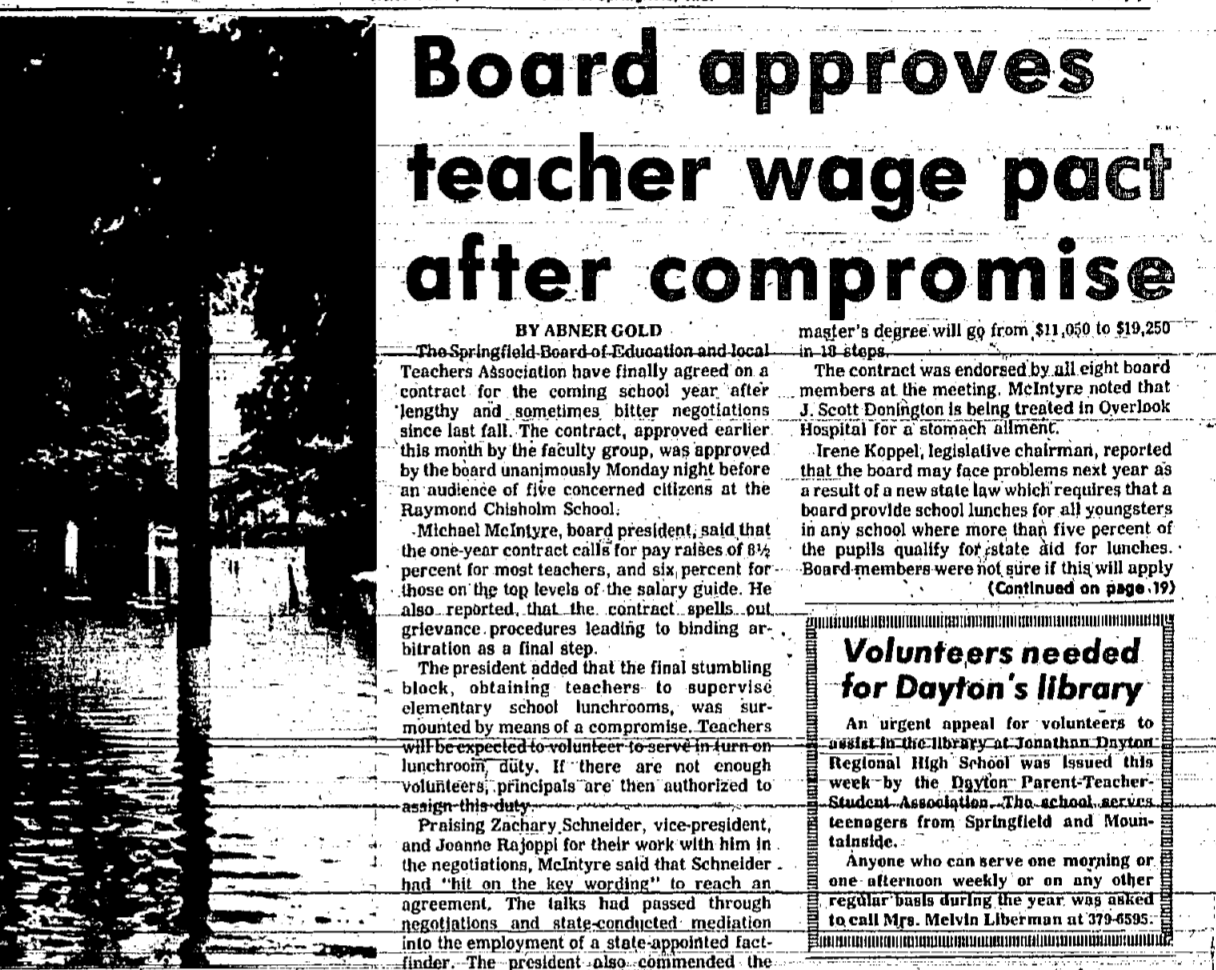 Board approves
teacher wage pact
after compromise
BY ABNER GOLD
The Springfield Board of Education and local
Teachers Association have finally agreed on a
contract for the coming school year after
lengthy and sometimes bitter negotiations
since last fall. The contract, approved earlier
this month by the faculty group, was approved
by the board unanimously Monday night before
an audience of five concerned citizens at the
Raymond Chisholm School.
Michael McIntyre, board president, said that
the one-year contract calls for pay raises of 8½
percent for most teachers, and six percent for
those on the top levels of the salary guide. He
also reported that the contract spells out
grievance procedures leading to binding ar-
bitration as a final step.
The president added that the final stumbling
block, obtaining teachers to supervise
elementary school lunchrooms, was sur-
mounted by means of a compromise. Teachers
will be expected to volunteer to serve in turn on
lunchroom duty. If there are not enough
volunteers, principals are then authorized to
assign this duty.
Praising Zachary Schneider, vice-president,
and Joanne Rajoppi for their work with him in
the negotiations, McIntyre said that Schneider
had "hit on the key wording" to reach an
agreement. The talks had passed through
negotiations and state-conducted mediation
into the employment of a state-appointed fact-
finder. The president also commended the
master's degree will go from $11,050 to $19,250
in 18 steps.
The contract was endorsed by all eight board
members at the meeting. McIntyre noted that
J. Scott Donington is being treated in Overlook
Hospital for a stomach ailment.
Irene Koppel, legislative chairman, reported
that the board may face problems next year as
a result of a new state law which requires that a
board provide school lunches for all youngsters
in any school where more than five percent of
the pupils qualify for state aid for lunches.
Board members were not sure if this will apply
(Continued on page 19)
Volunteers needed
for Dayton's library
An urgent appeal for volunteers to
assist in the library at Jonathan Dayton
Regional High School was issued this
week by the Dayton Parent-Teacher-
Student Association. The school serves
teenagers from Springfield and Moun-
tainside.
Anyone who can serve one morning or
one afternoon weekly or on any other
regular basis during the year was asked
to call Mrs. Melvin Liberman at 379-6595.